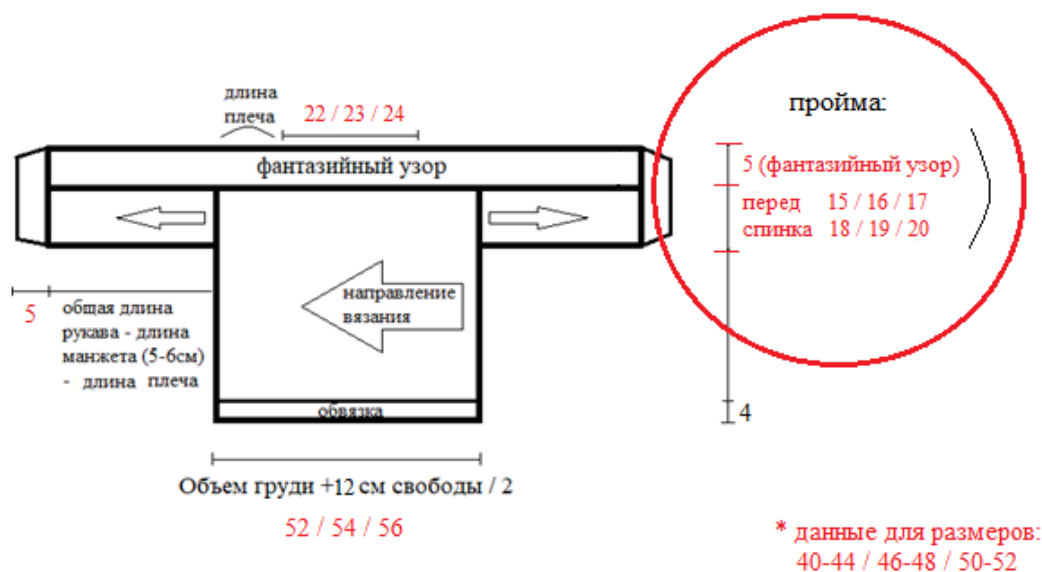 длина
плеча
22 / 23 / 24
фантазийный узор
пройма:
5 (фантазийный узор)
перед 15 / 16 / 17
спинка 18 / 19 / 20
направление
вязания
5
общая длина
рукава - длина
манжета (5-6см)
- длина плеча
обвязка
4
Объем груди +12 см свободы / 2
52 / 54 / 56
* данные для размеров:
40-44 / 46-48 / 50-52